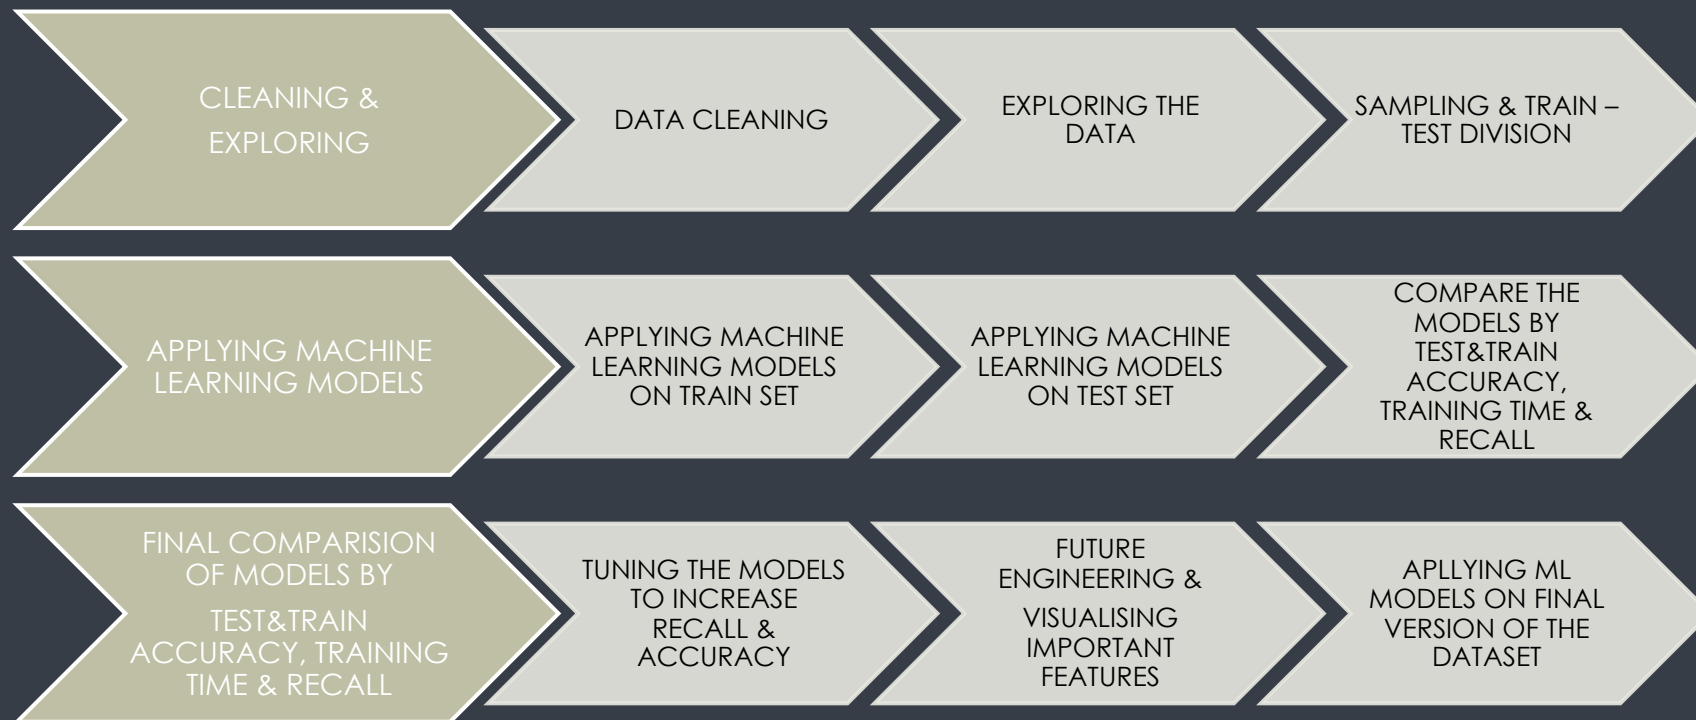 CLEANING &
EXPLORING
DATA CLEANING
EXPLORING THE
DATA
SAMPLING & TRAIN –
TEST DIVISION
APPLYING MACHINE
LEARNING MODELS
APPLYING MACHINE
LEARNING MODELS
ON TRAIN SET
APPLYING MACHINE
LEARNING MODELS
ON TEST SET
COMPARE THE
MODELS BY
TEST&TRAIN
ACCURACY,
TRAINING TIME &
RECALL
FINAL COMPARISION
OF MODELS BY
TEST&TRAIN
ACCURACY, TRAINING
TIME & RECALL
TUNING THE MODELS
TO INCREASE
RECALL &
ACCURACY
FUTURE
ENGINEERING &
VISUALISING
IMPORTANT
FEATURES
APLLYING ML
MODELS ON FINAL
VERSION OF THE
DATASET